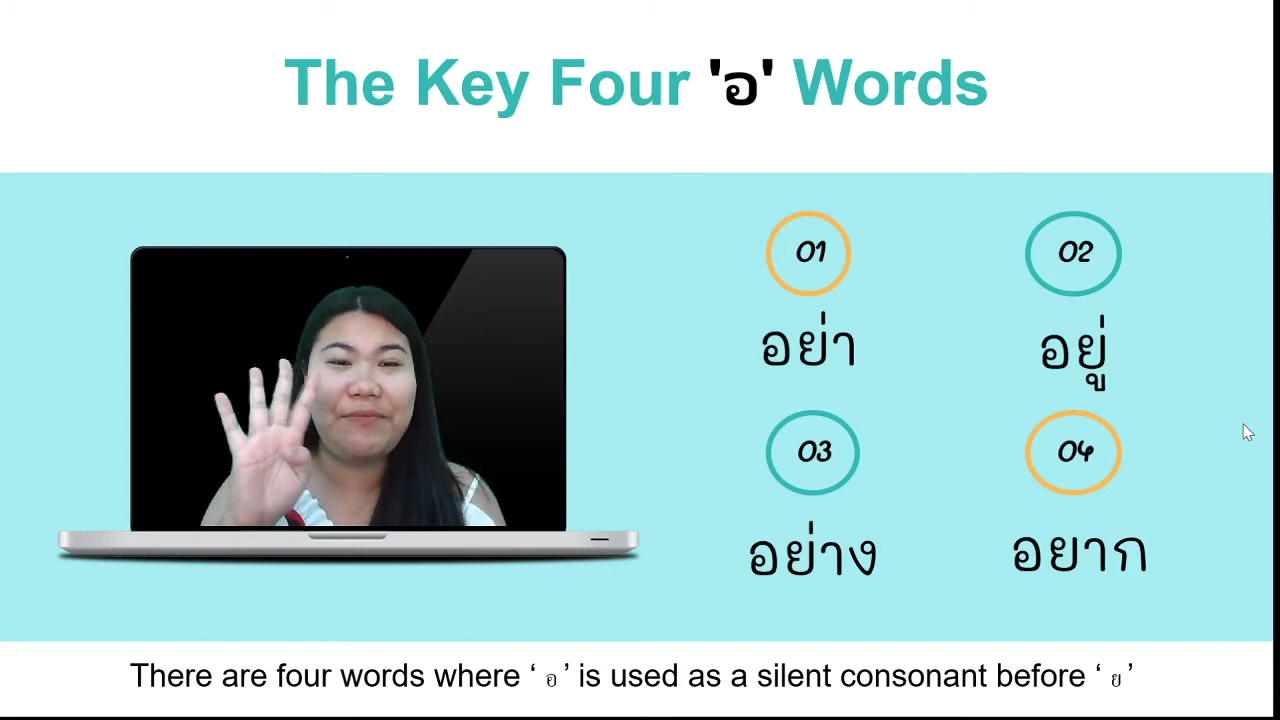 The Key Four 'อ' Words
01
02
อย่า
อยู่
03
04
อย่าง
อยาก
There are four words where ‘ อ ’ is used as a silent consonant before ‘ ย ’